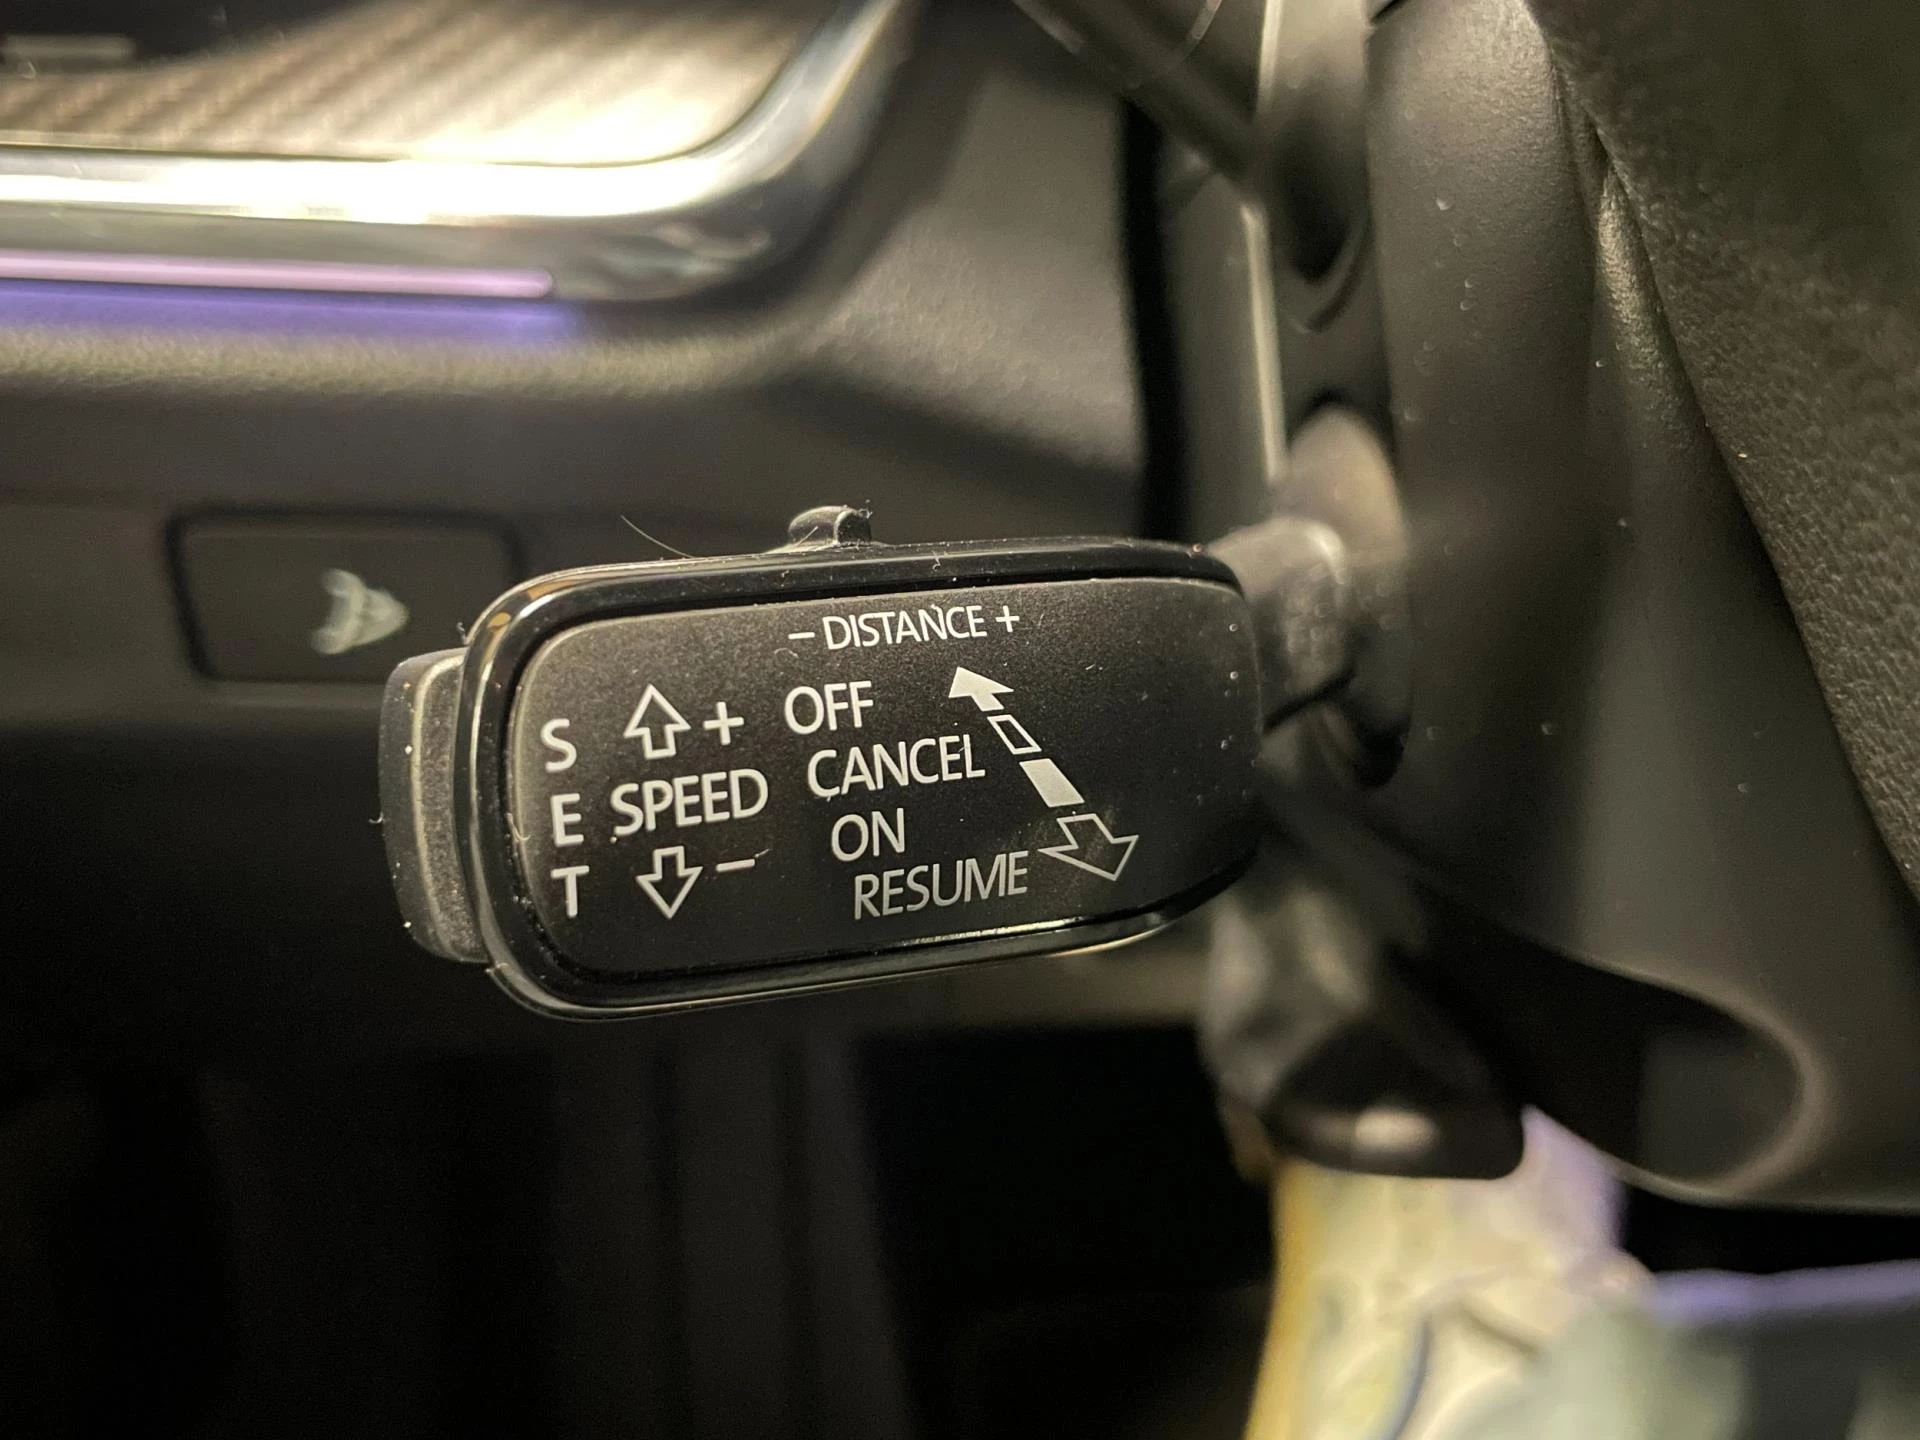 − DISTANCE +
S E T
+
SPEED
−
OFF
CANCEL
ON
RESUME